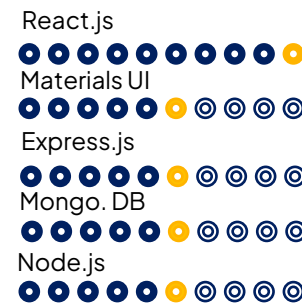 React.js
Materials UI
Express.js
Mongo. DB
Node.js